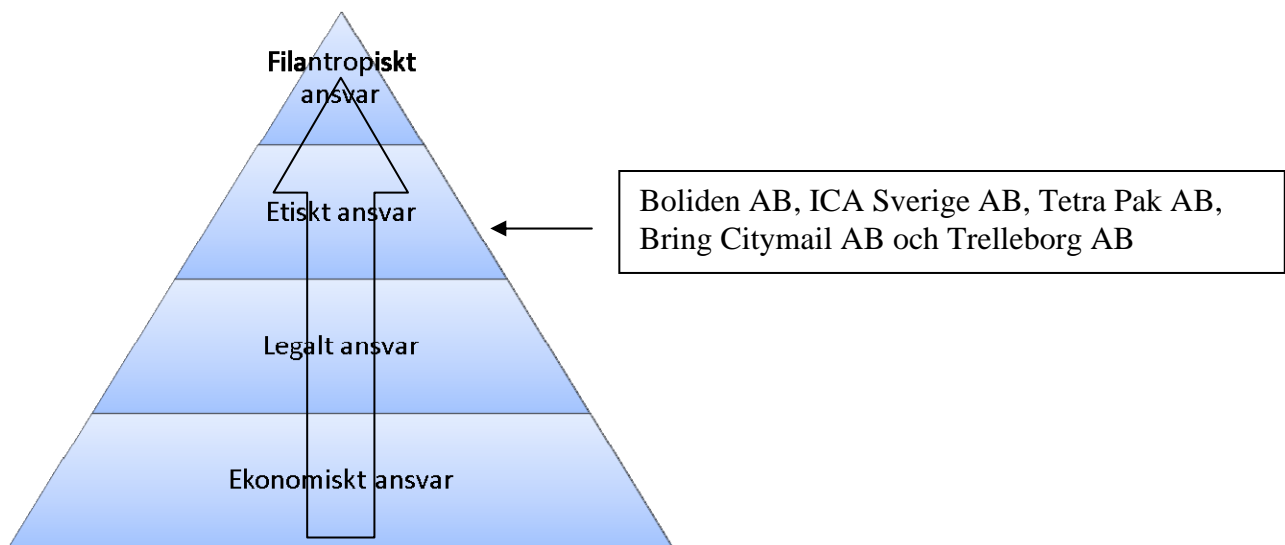 Filantropiskt
ansvar
Etiskt ansvar
Boliden AB, ICA Sverige AB, Tetra Pak AB,
Bring Citymail AB och Trelleborg AB
Legalt ansvar
Ekonomiskt ansvar